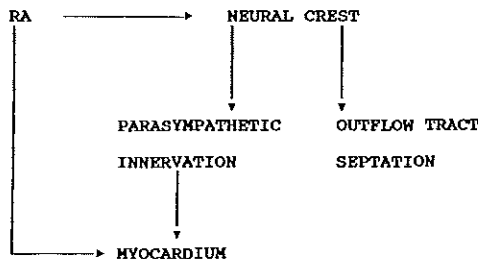 RA NEURAL CREST
PARASYMPATHETIC OUTFLOW TRACT
INNERVATION SEPTATION
MYOCARDIUM